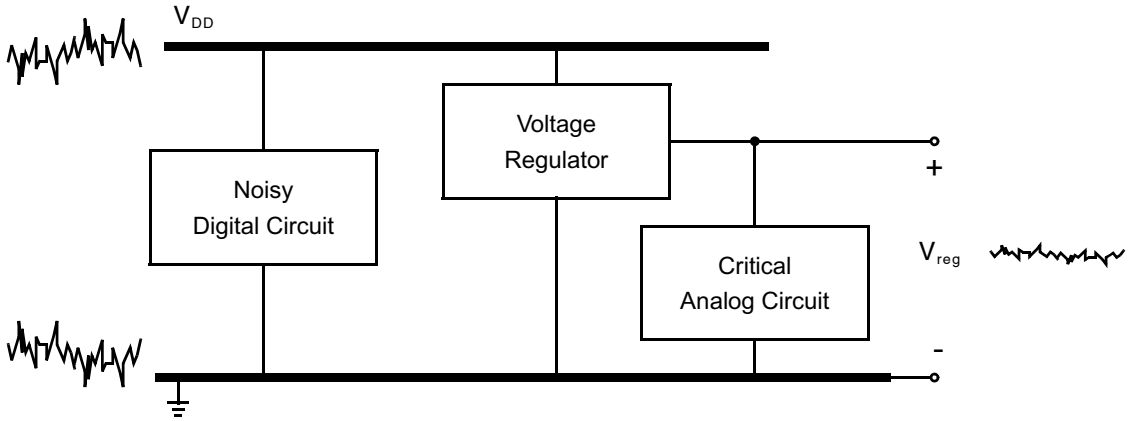 VDD
Voltage
Regulator
+
Noisy
Digital Circuit
Vreg
Critical
Analog Circuit
-